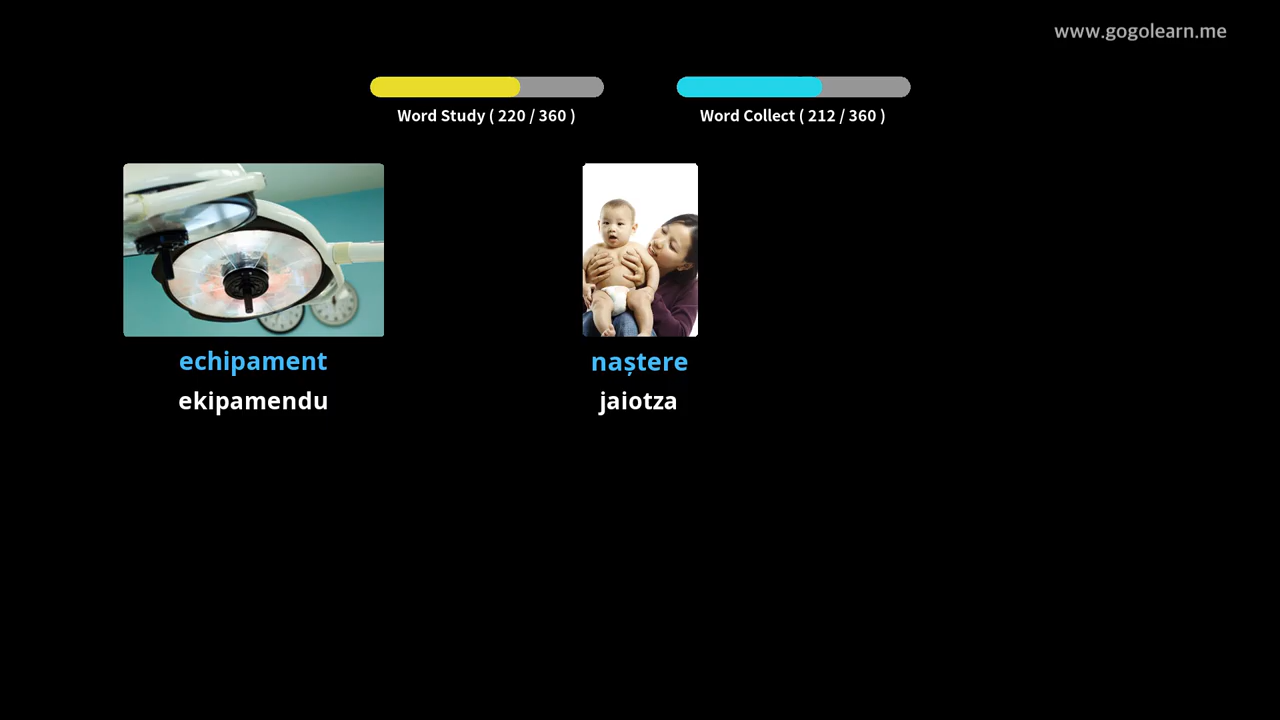 www.gogolearn.me
Word Study ( 220 / 360 )
Word Collect ( 212 / 360 )
echipament
ekipamendu
naștere
jaiotza